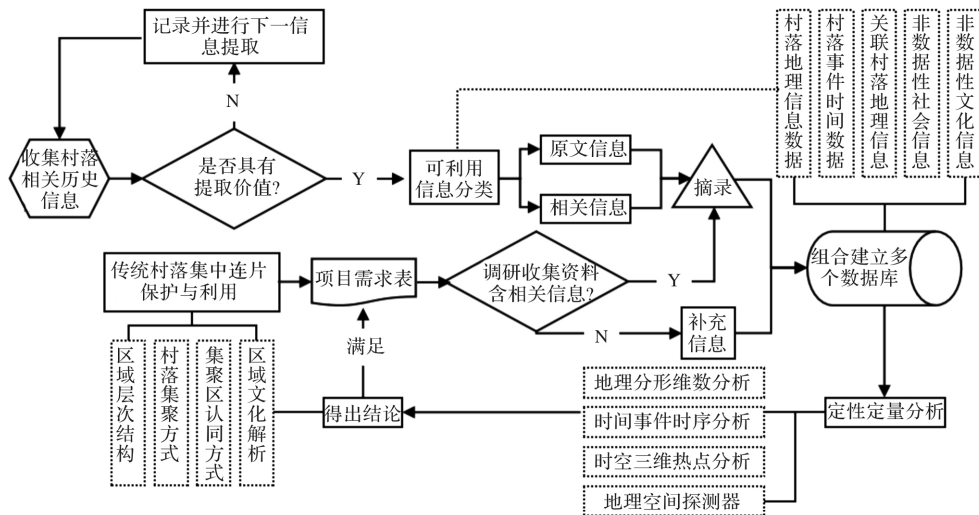 记录并进行下一信
息提取
N
收集村落
相关历史
信息
是否具有
提取价值?
Y
可利用
信息分类
原文信息
相关信息
摘录
村落地理信息数据
村落事件时间数据
关联村落地理信息
非数据性社会信息
非数据性文化信息
传统村落集中连片
保护与利用
项目需求表
调研收集资料
含相关信息?
Y
N
补充
信息
组合建立多
个数据库
满足
区域层次结构
村落集聚方式
集聚区认同方式
区域文化解析
得出结论
地理分形维数分析
时间事件时序分析
时空三维热点分析
地理空间探测器
定性定量分析